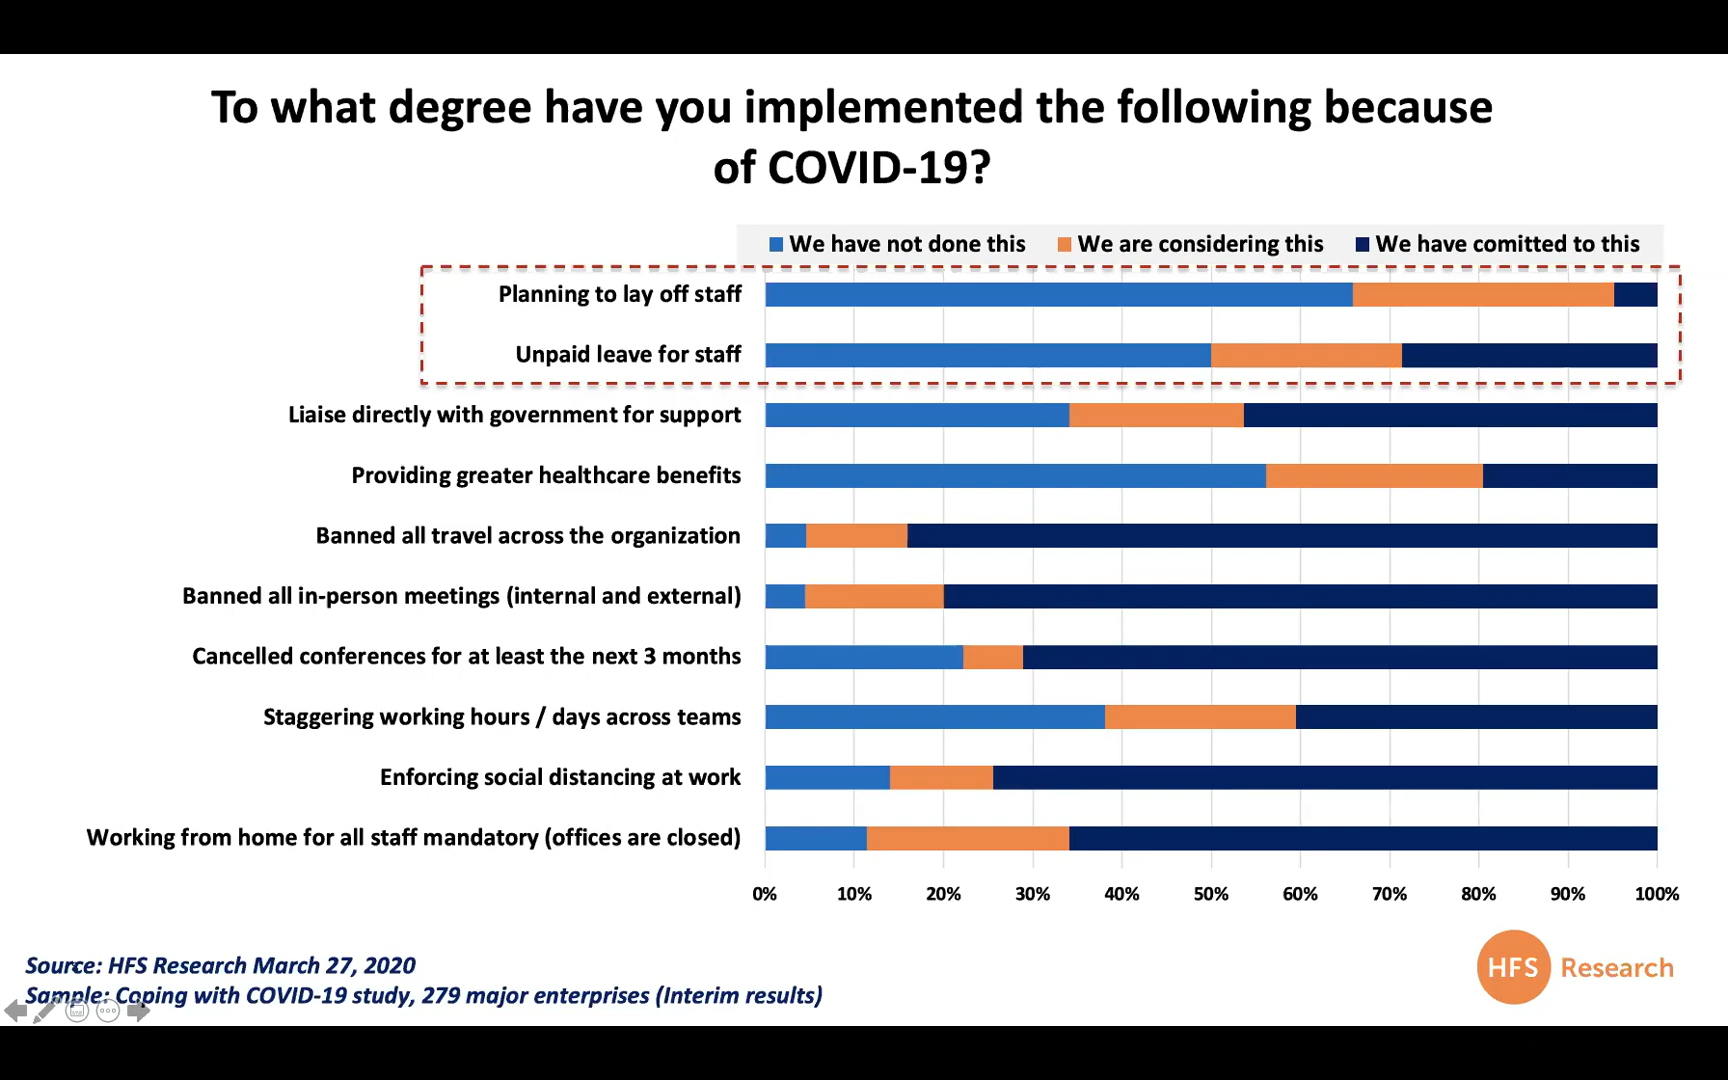 To what degree have you implemented the following because
of COVID-19?
We have not done this We are considering this We have comitted to this
Planning to lay off staff
Unpaid leave for staff
Liaise directly with government for support
Providing greater healthcare benefits
Banned all travel across the organization
Banned all in-person meetings (internal and external)
Cancelled conferences for at least the next 3 months
Staggering working hours / days across teams
Enforcing social distancing at work
Working from home for all staff mandatory (offices are closed)
0% 10% 20% 30% 40% 50% 60% 70% 80% 90% 100%
Source: HFS Research March 27, 2020
Sample: Coping with COVID-19 study, 279 major enterprises (Interim results)
HFS Research